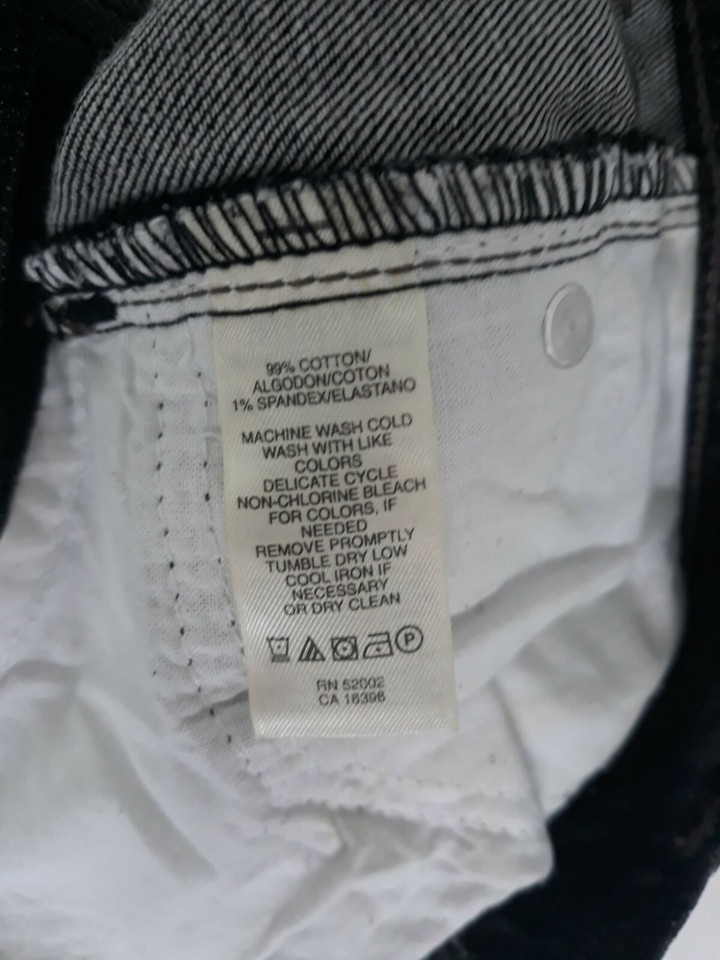 99% COTTON/
ALGODON/COTON
1% SPANDEX/ELASTANO
MACHINE WASH COLD
WASH WITH LIKE
COLORS
DELICATE CYCLE
NON-CHLORINE BLEACH
FOR COLORS, IF
NEEDED
REMOVE PROMPTLY
TUMBLE DRY LOW
COOL IRON IF
NECESSARY
OR DRY CLEAN
P
RN 52002
CA 16396